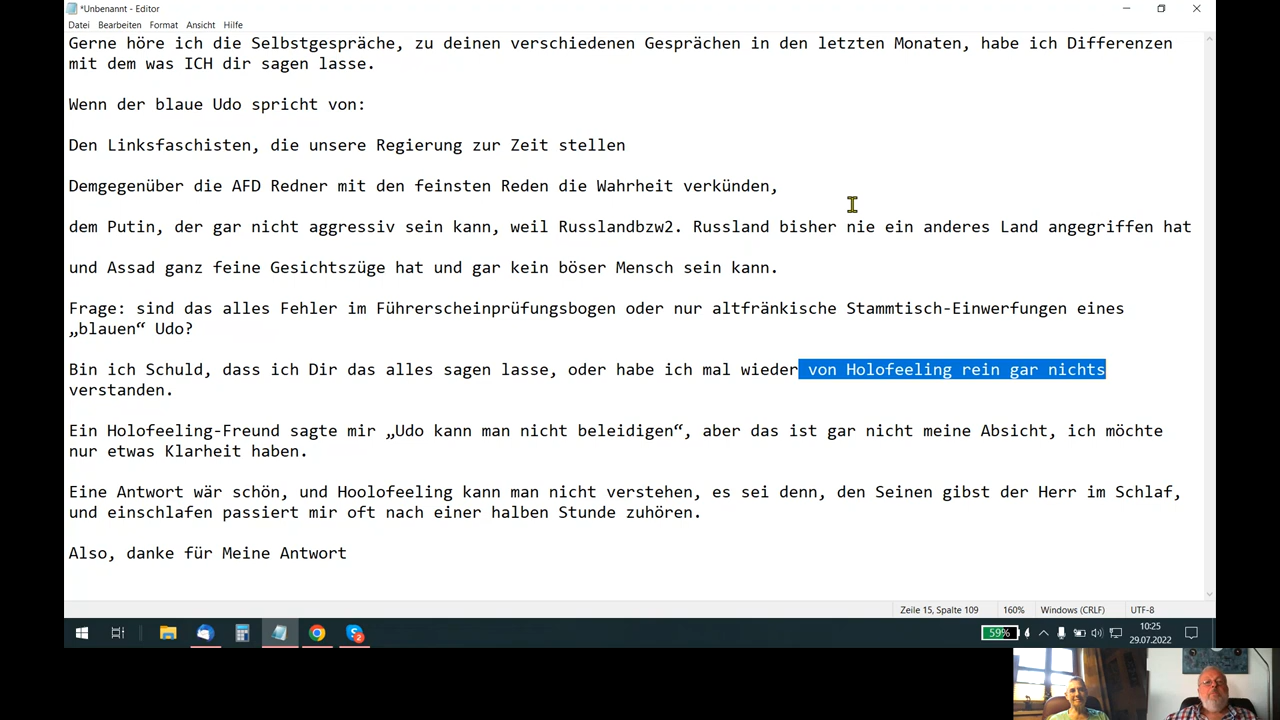 *Unbenannt - Editor
Datei Bearbeiten Format Ansicht Hilfe
Gerne höre ich die Selbstgespräche, zu deinen verschiedenen Gesprächen in den letzten Monaten, habe ich Differenzen
mit dem was ICH dir sagen lasse.
Wenn der blaue Udo spricht von:
Den Linksfaschisten, die unsere Regierung zur Zeit stellen
Demgegenüber die AFD Redner mit den feinsten Reden die Wahrheit verkünden,
dem Putin, der gar nicht aggressiv sein kann, weil Russlandbzw2. Russland bisher nie ein anderes Land angegriffen hat
und Assad ganz feine Gesichtszüge hat und gar kein böser Mensch sein kann.
Frage: sind das alles Fehler im Führerscheinprüfungsbogen oder nur altfränkische Stammtisch-Einwerfungen eines
„blauen“ Udo?
Bin ich Schuld, dass ich Dir das alles sagen lasse, oder habe ich mal wieder von Holofeeling rein gar nichts
verstanden.
Ein Holofeeling-Freund sagte mir „Udo kann man nicht beleidigen“, aber das ist gar nicht meine Absicht, ich möchte
nur etwas Klarheit haben.
Eine Antwort wär schön, und Hoolofeeling kann man nicht verstehen, es sei denn, den Seinen gibst der Herr im Schlaf,
und einschlafen passiert mir oft nach einer halben Stunde zuhören.
Also, danke für Meine Antwort
Zeile 15, Spalte 109 160% Windows (CRLF) UTF-8
59% 10:25
29.07.2022
2